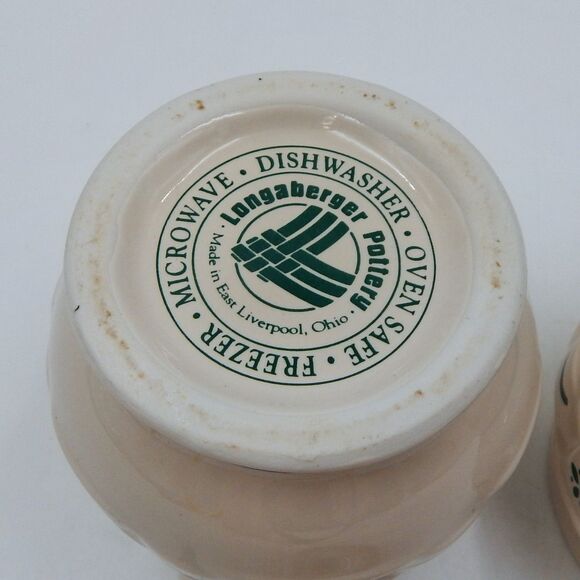 MICROWAVE • DISHWASHER • OVEN SAFE • FREEZER •
Longaberger Pottery
• Made in East Liverpool, Ohio •